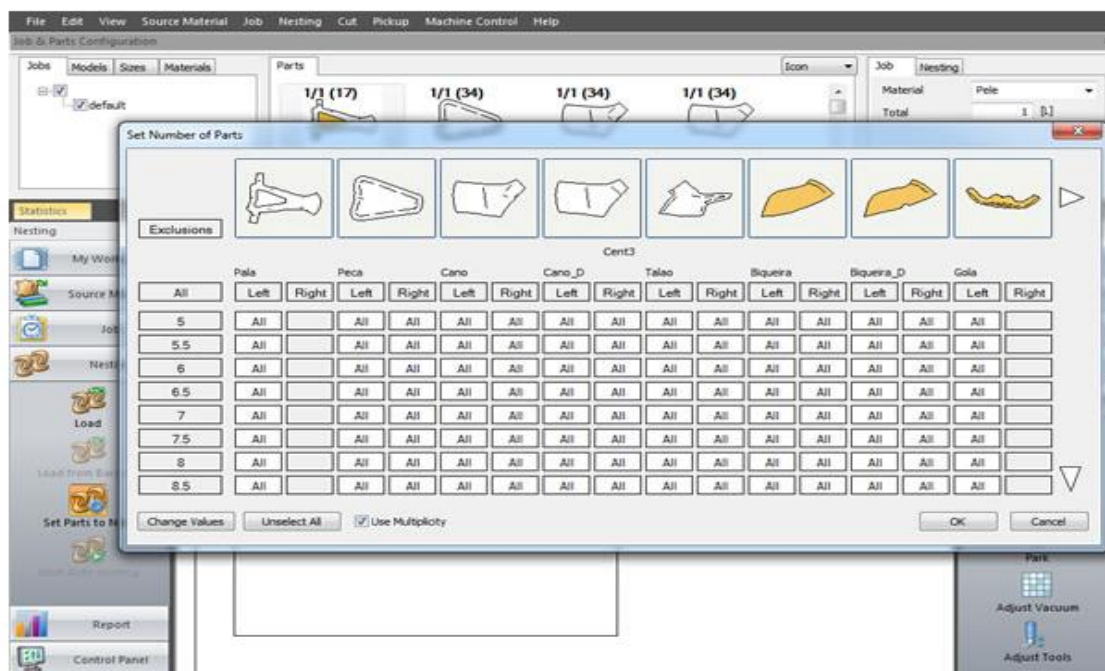 File Edit View Source Material Job Nesting Cut Pickup Machine Control Help
Job & Parts Configuration
Jobs Models Sizes Materials Parts Icon Job Nesting
1/1 (17) 1/1 (34) 1/1 (34) 1/1 (34) Material Pele
default Total 1
Set Number of Parts
Statistics
Nesting Exclusions
My Wor
Cent3
Pala Peca Cano Cano_D Talao Biqueira Biqueira_D Gola
Source M All Left Right Left Right Left Right Left Right Left Right Left Right Left Right Left Right
5 All All All All All All All All All All All All All All
Job
5.5 All All All All All All All All All All All All All All
6 All All All All All All All All All All All All All All
Nesti
6.5 All All All All All All All All All All All All All All
7 All All All All All All All All All All All All All All
Load
7.5 All All All All All All All All All All All All All All
8 All All All All All All All All All All All All All All
Load from
8.5 All All All All All All All All All All All All All All
Set Parts to N Change Values Unselect All Use Multiplicity OK Cancel
Park
Adjust Vacuum
Report
Control Panel Adjust Tools